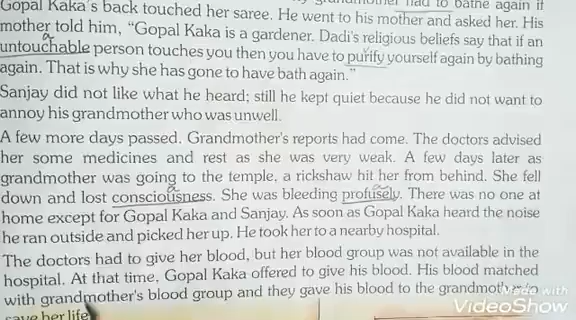 Gopal Kaka's back touched her saree. He went to his mother and asked her. His
had to bathe again if
mother told him, “Gopal Kaka is a gardener. Dadi's religious beliefs say that if an
untouchable person touches you then you have to purify yourself again by bathing
again. That is why she has gone to have bath again.”
Sanjay did not like what he heard; still he kept quiet because he did not want to
annoy his grandmother who was unwell.
A few more days passed. Grandmother's reports had come. The doctors advised
her some medicines and rest as she was very weak. A few days later as
grandmother was going to the temple, a rickshaw hit her from behind. She fell
down and lost consciousness. She was bleeding profusely. There was no one at
home except for Gopal Kaka and Sanjay. As soon as Gopal Kaka heard the noise
he ran outside and picked her up. He took her to a nearby hospital.
The doctors had to give her blood, but her blood group was not available in the
hospital. At that time, Gopal Kaka offered to give his blood. His blood matched
with grandmother's blood group and they gave his blood to the grandmother to
save her life.
Made with
VideoShow